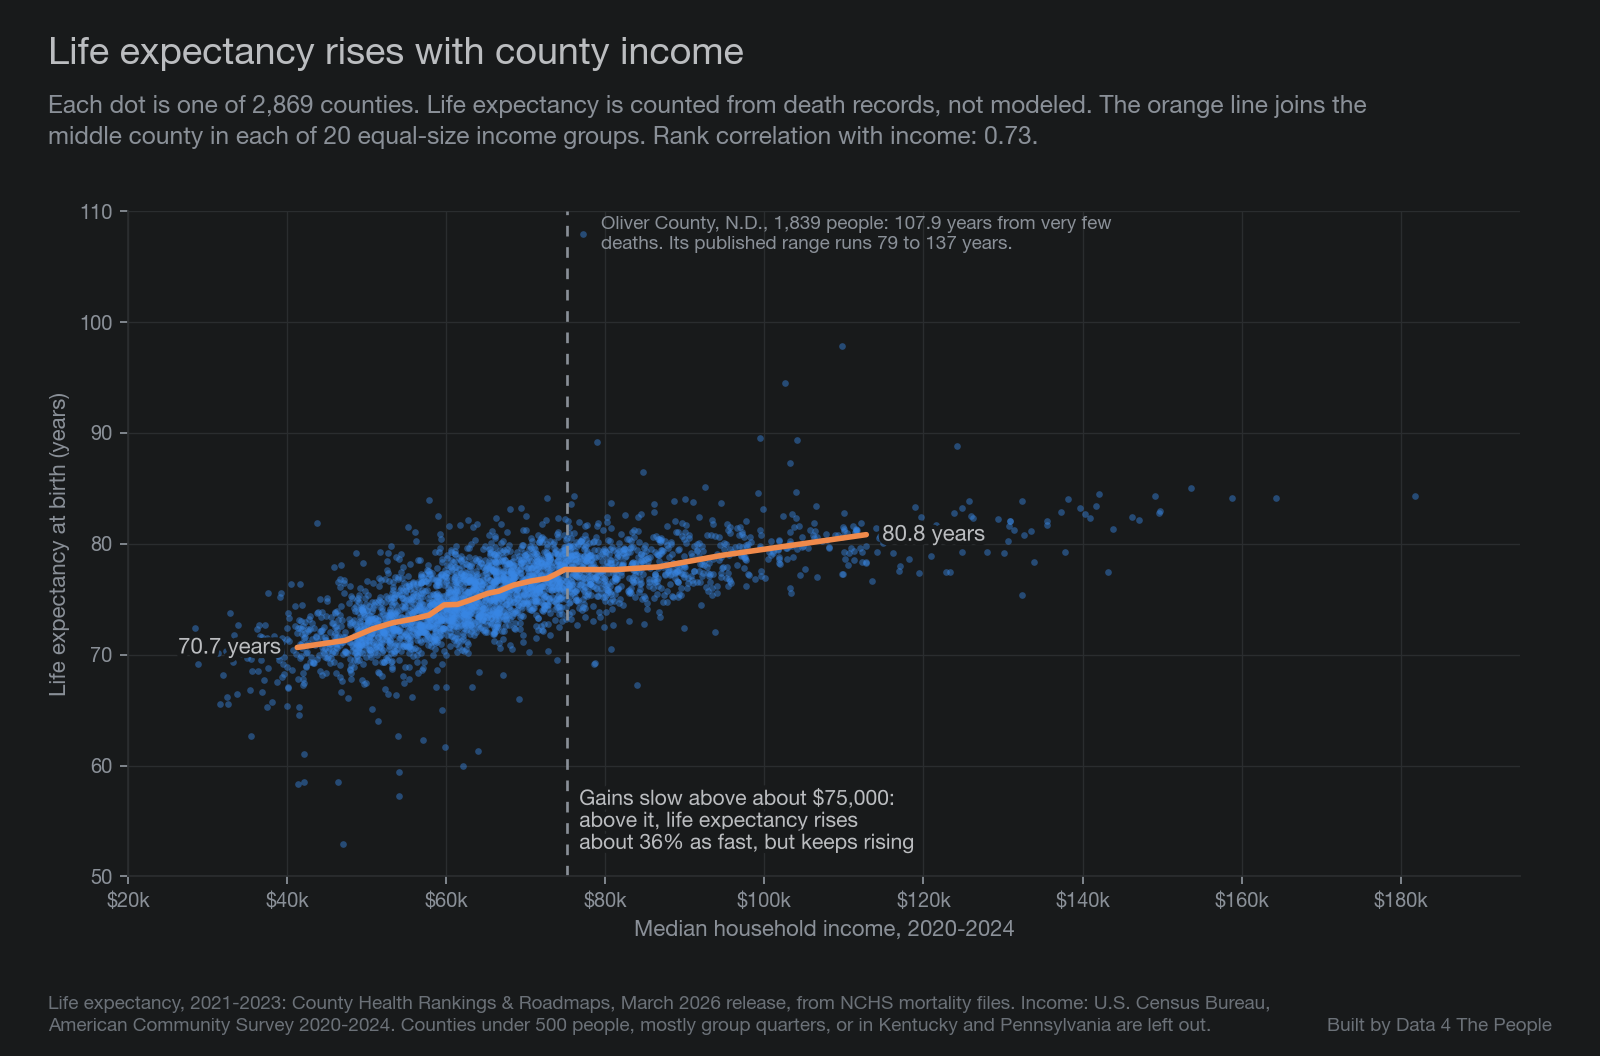 Life expectancy rises with county income
Each dot is one of 2,869 counties. Life expectancy is counted from death records, not modeled. The orange line joins the
middle county in each of 20 equal-size income groups. Rank correlation with income: 0.73.
110
Oliver County, N.D., 1,839 people: 107.9 years from very few
deaths. Its published range runs 79 to 137 years.
100
90
Life expectancy at birth (years)
80
80.8 years
70.7 years
70
60
Gains slow above about $75,000:
above it, life expectancy rises
about 36% as fast, but keeps rising
50
$20k $40k $60k $80k $100k $120k $140k $160k $180k
Median household income, 2020-2024
Life expectancy, 2021-2023: County Health Rankings & Roadmaps, March 2026 release, from NCHS mortality files. Income: U.S. Census Bureau,
American Community Survey 2020-2024. Counties under 500 people, mostly group quarters, or in Kentucky and Pennsylvania are left out.
Built by Data 4 The People